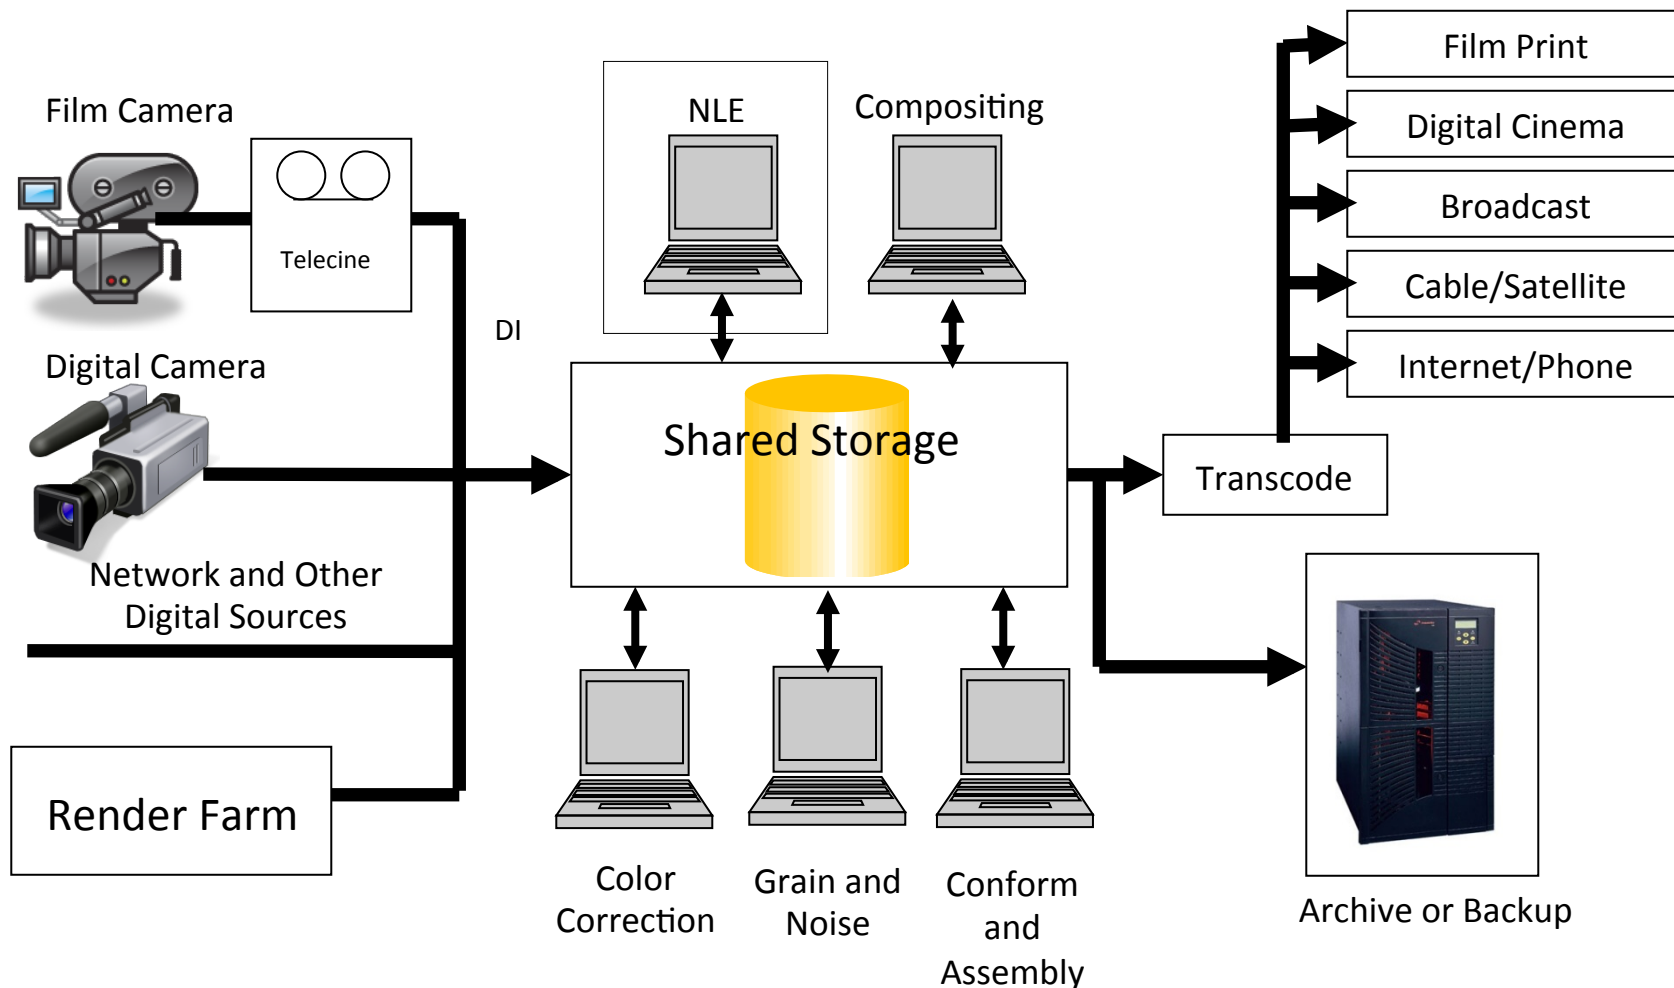 Film Camera
Telecine
DI
Digital Camera
Network and Other
Digital Sources
Render Farm
NLE
Compositing
Shared Storage
Color
Correction
Grain and
Noise
Conform
and
Assembly
Transcode
Film Print
Digital Cinema
Broadcast
Cable/Satellite
Internet/Phone
Archive or Backup